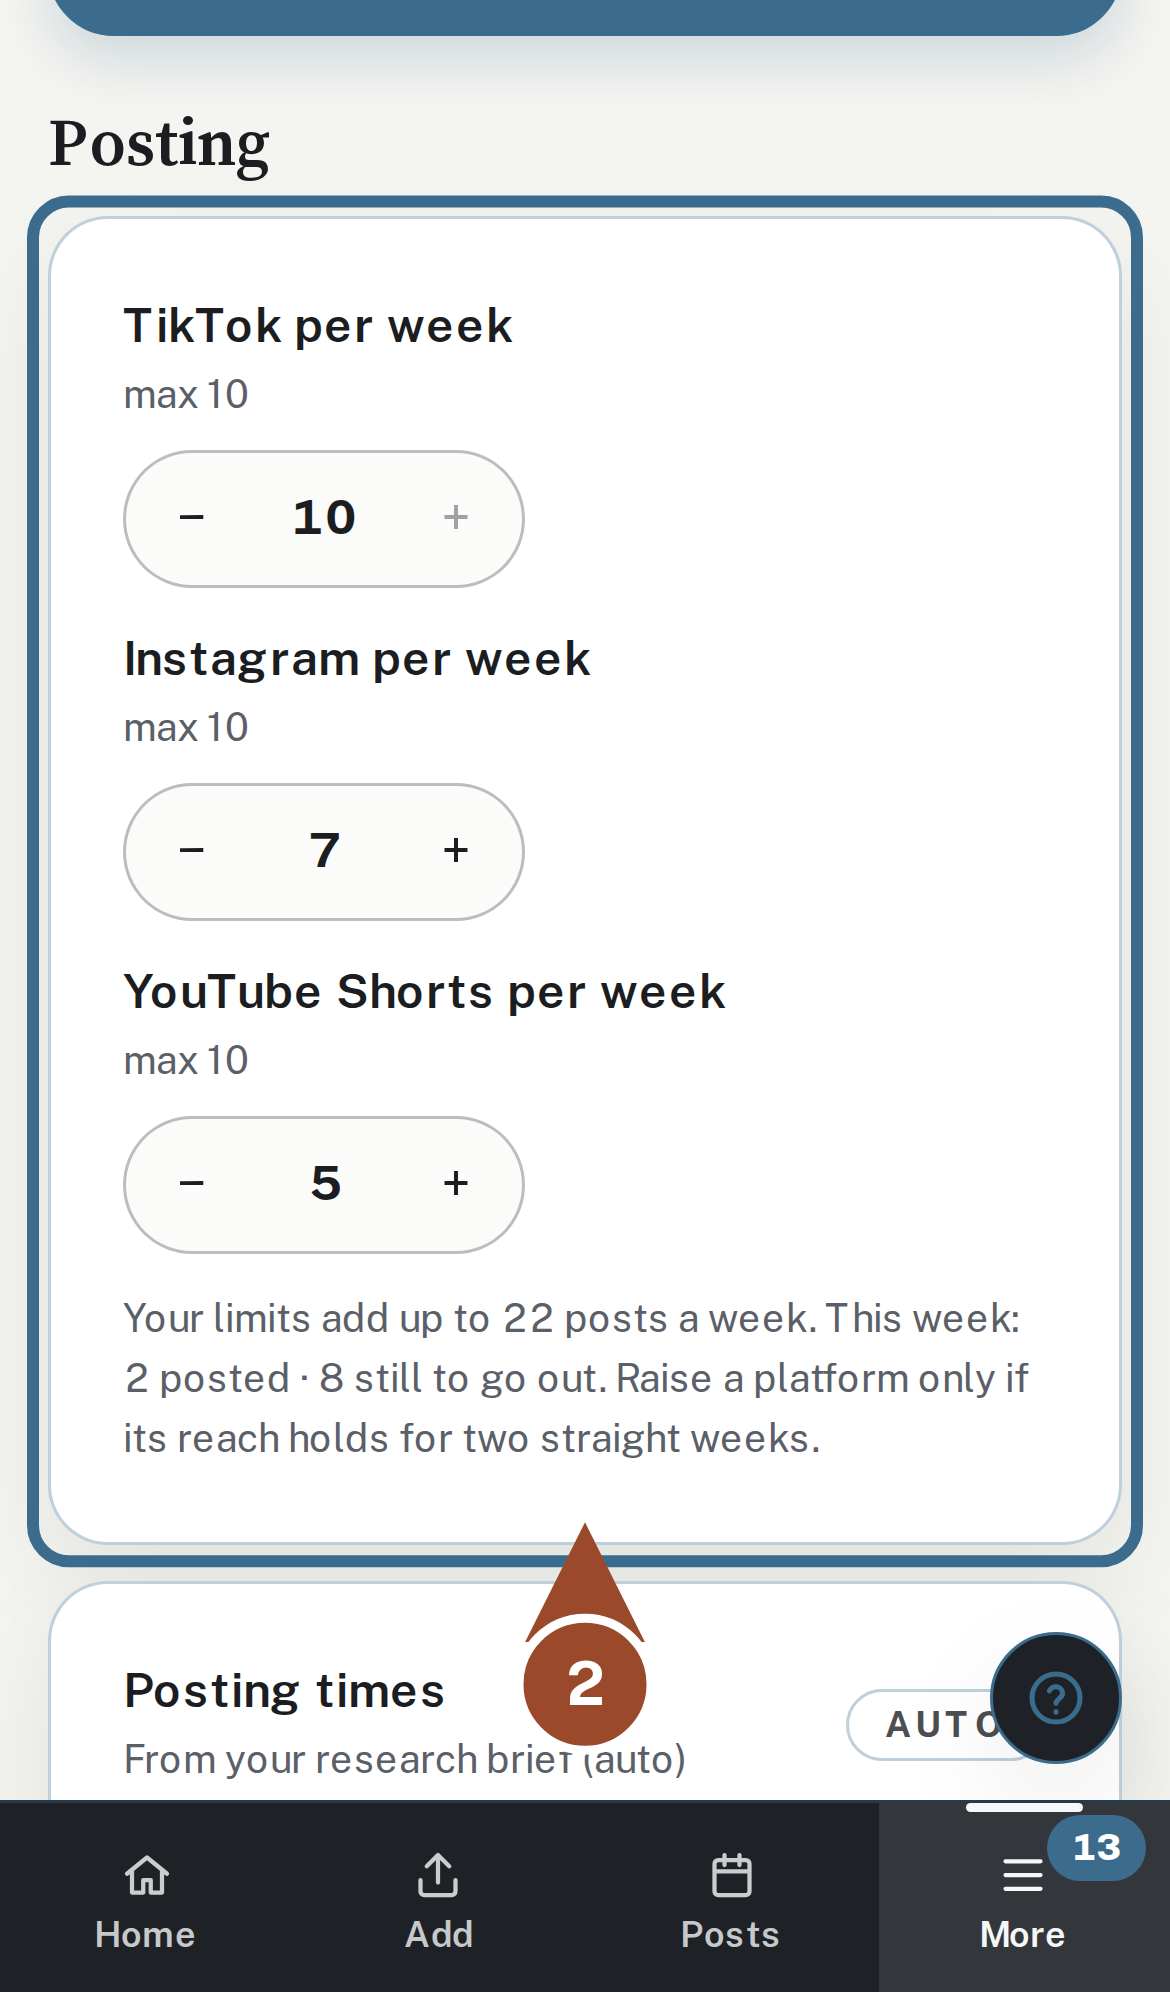 Posting
TikTok per week
max 10
− 10 +
Instagram per week
max 10
− 7 +
YouTube Shorts per week
max 10
− 5 +
Your limits add up to 22 posts a week. This week:
2 posted · 8 still to go out. Raise a platform only if
its reach holds for two straight weeks.
2
Posting times
AUTO
From your research brief (auto)
13
Home
Add
Posts
More